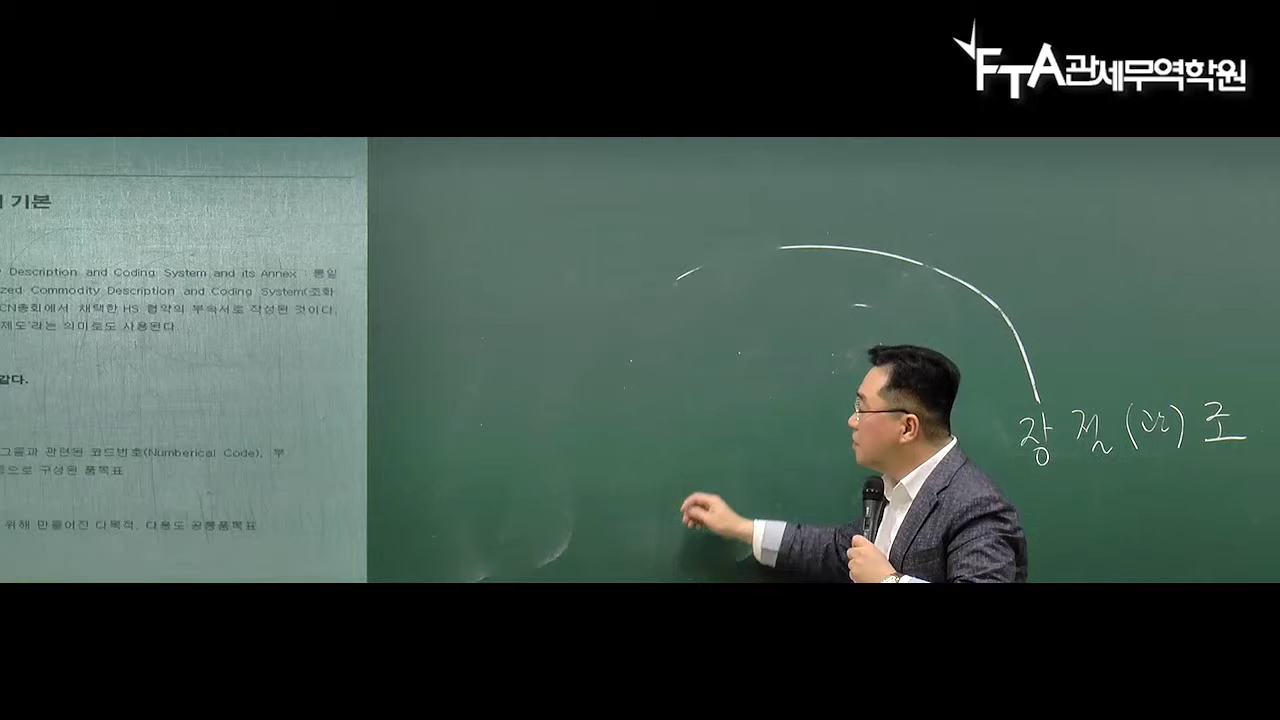 FTA관세무역학원
기본
Description and Coding System and its Annex : 통일
zed Commodity Description and Coding System(조화
CN총회에서 채택한 HS 협약의 부속서로 작성된 것이다.
제도'라는 의미로도 사용된다
같다.
그룹과 관련된 코드번호(Numberical Code), 부
으로 구성된 품목표
위해 만들어진 다목적, 다용도 공통품목표
장 절(관) 조